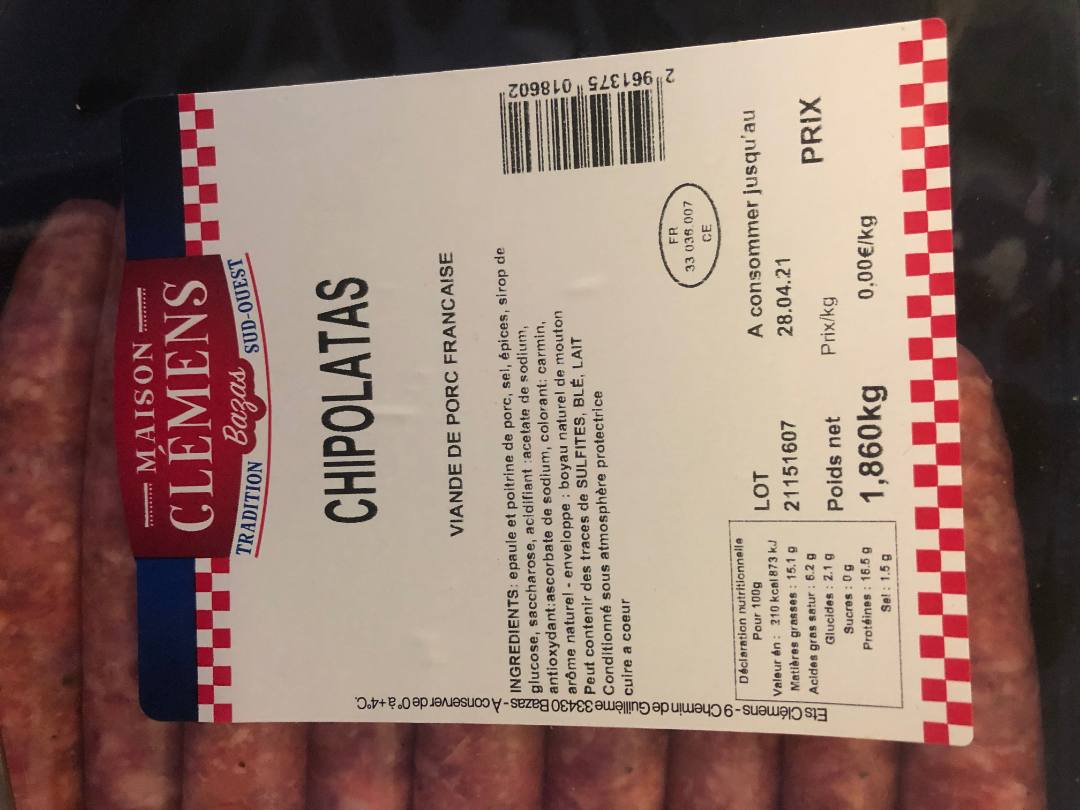 MAISON
CLÉMENS
TRADITION Bazas SUD-OUEST
CHIPOLATAS
VIANDE DE PORC FRANCAISE
INGREDIENTS: epaule et poitrine de porc, sel, épices, sirop de
glucose, saccharose, acidifiant :acetate de sodium,
antioxydant:ascorbate de sodium, colorant: carmin,
arôme naturel - enveloppe : boyau naturel de mouton
Peut contenir des traces de SULFITES, BLÉ, LAIT
Conditionné sous atmosphère protectrice
cuire a coeur
2 961375 018602
FR
33 036.007
CE
Déclaration nutritionnelle
Pour 100g
Valeur én : 210 kcal 873 kJ
Matières grasses : 15.1 g
Acides gras satur : 6.2 g
Glucides : 2.1 g
Sucres : 0 g
Protéines : 16.5 g
Sel : 1.5 g
LOT
21151607
A consommer jusqu'au
28.04.21
Poids net
1,860kg
Prix/kg
0,00€/kg
PRIX
Ets Clémens - 9 Chemin de Guillème 33430 Bazas - À conserver de 0° à +4°C.